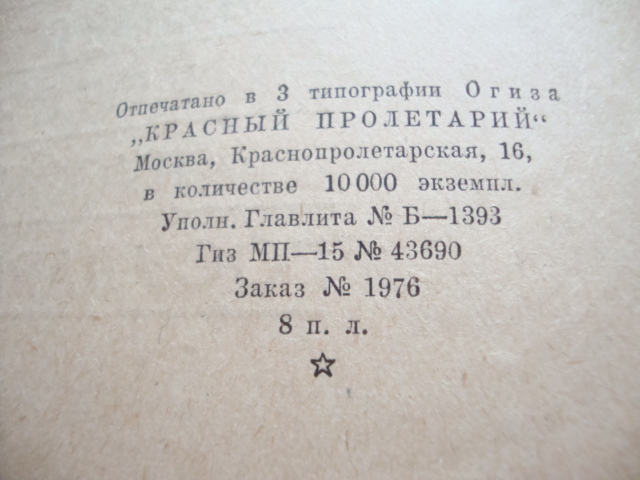 Отпечатано в 3 типографии Огиза
„КРАСНЫЙ ПРОЛЕТАРИЙ“
Москва, Краснопролетарская, 16,
в количестве 10 000 экземпл.
Уполн. Главлита № Б—1393
Гиз МП—15 № 43690
Заказ № 1976
8 п. л.